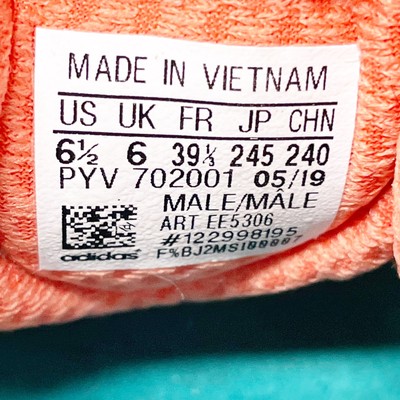 MADE IN VIETNAM
US UK FR JP CHN
6½ 6 39⅓ 245 240
PYV 702001 05/19
MALE/MÂLE
ART EE5306
#122998195
adidas F%BJ2MS100007